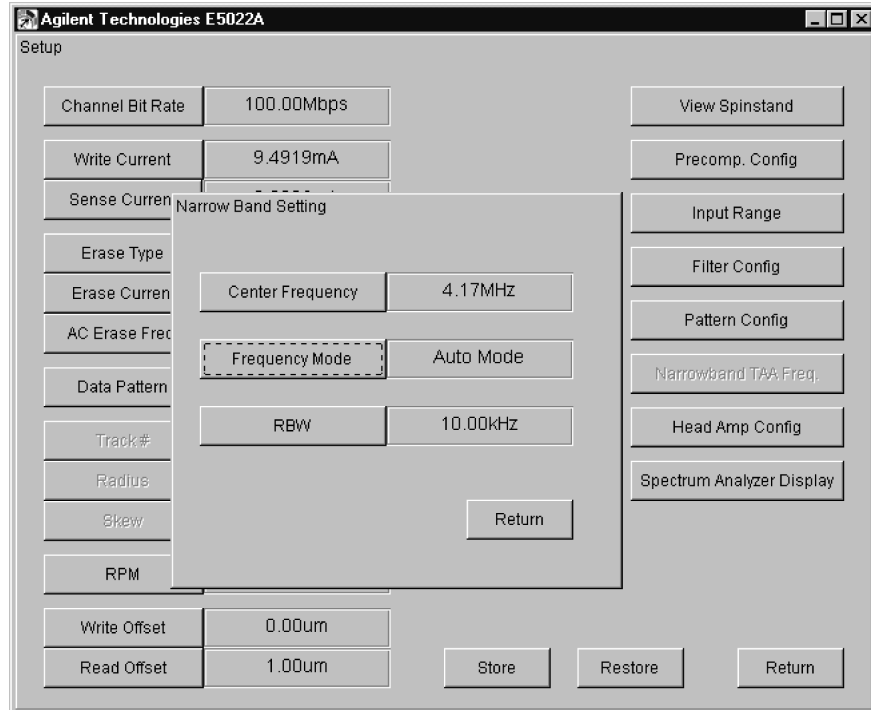 Agilent Technologies E5022A
Setup
Channel Bit Rate 100.00Mbps
View Spinstand
Write Current 9.4919mA
Precomp. Config
Sense Curren
Narrow Band Setting
Input Range
Erase Type
Filter Config
Erase Curren
Center Frequency 4.17MHz
Pattern Config
AC Erase Freq
Frequency Mode Auto Mode
Narrowband TAA Freq.
Data Pattern
RBW 10.00kHz
Head Amp Config
Track #
Radius
Spectrum Analyzer Display
Skew
Return
RPM
Write Offset 0.00um
Read Offset 1.00um
Store Restore Return